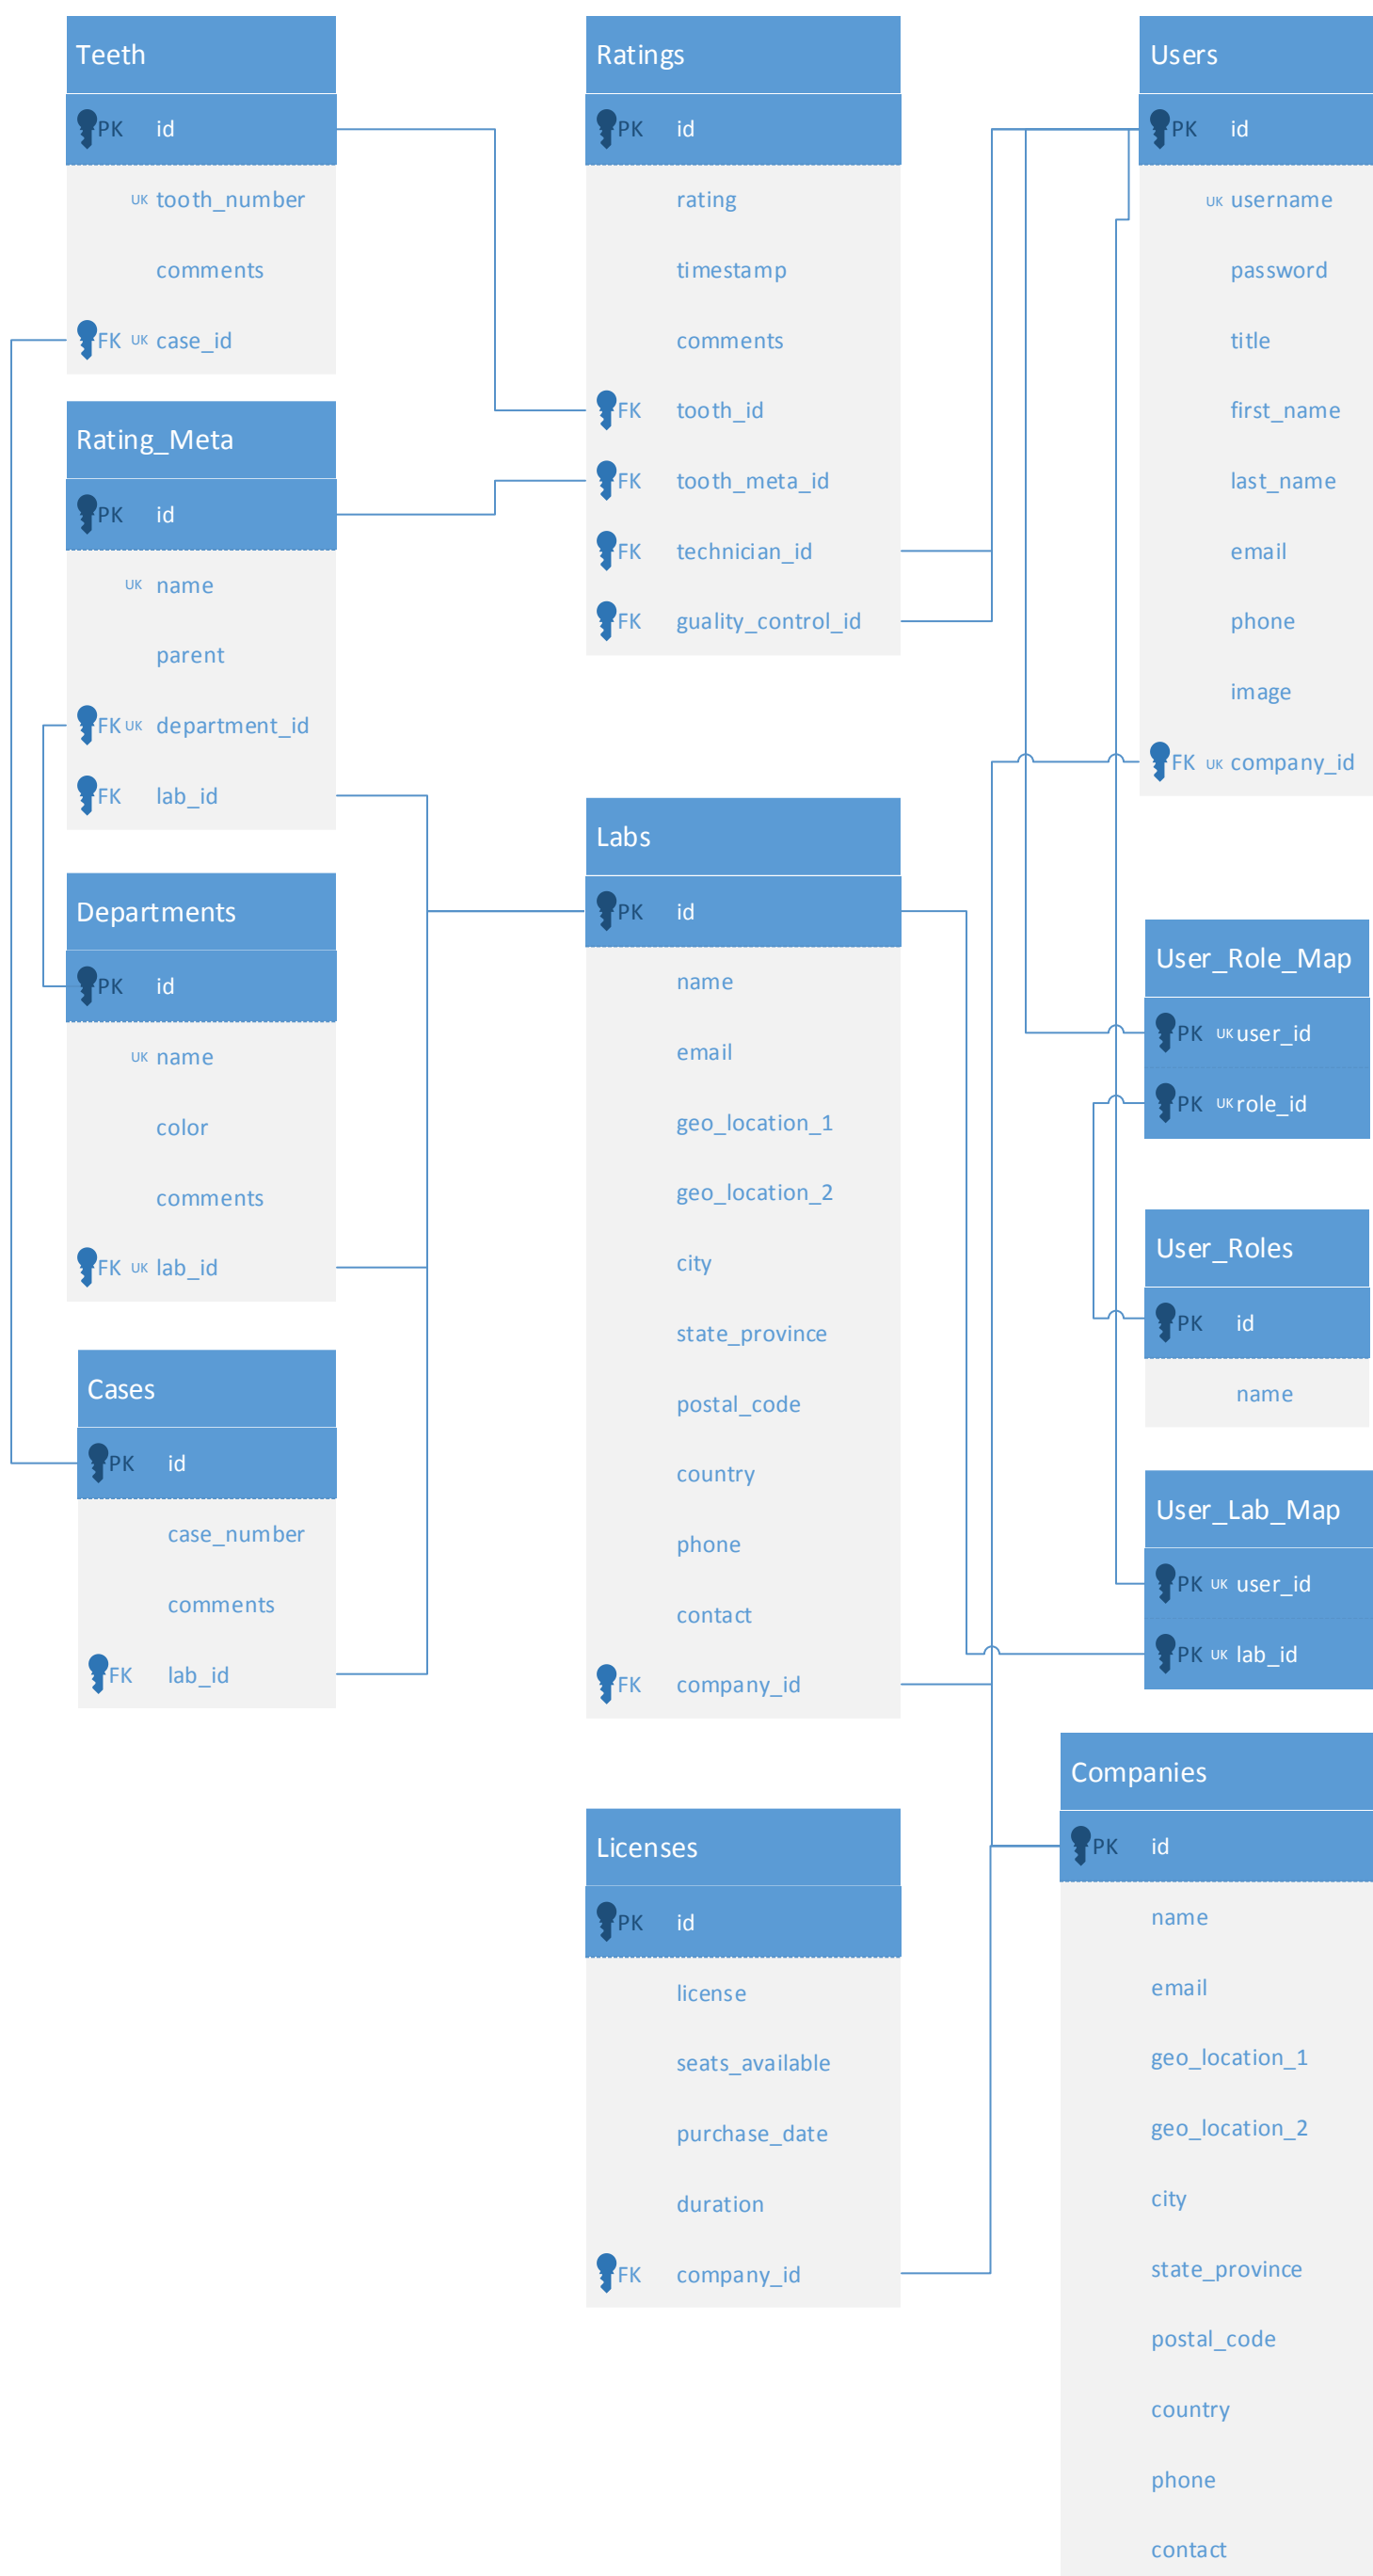 Teeth
PK id
UK tooth_number
comments
FK UK case_id
Rating_Meta
PK id
UK name
parent
FK UK department_id
FK lab_id
Departments
PK id
UK name
color
comments
FK UK lab_id
Cases
PK id
case_number
comments
FK lab_id
Ratings
PK id
rating
timestamp
comments
FK tooth_id
FK tooth_meta_id
FK technician_id
FK guality_control_id
Labs
PK id
name
email
geo_location_1
geo_location_2
city
state_province
postal_code
country
phone
contact
FK company_id
Licenses
PK id
license
seats_available
purchase_date
duration
FK company_id
Users
PK id
UK username
password
title
first_name
last_name
email
phone
image
FK UK company_id
User_Role_Map
PK UK user_id
PK UK role_id
User_Roles
PK id
name
User_Lab_Map
PK UK user_id
PK UK lab_id
Companies
PK id
name
email
geo_location_1
geo_location_2
city
state_province
postal_code
country
phone
contact